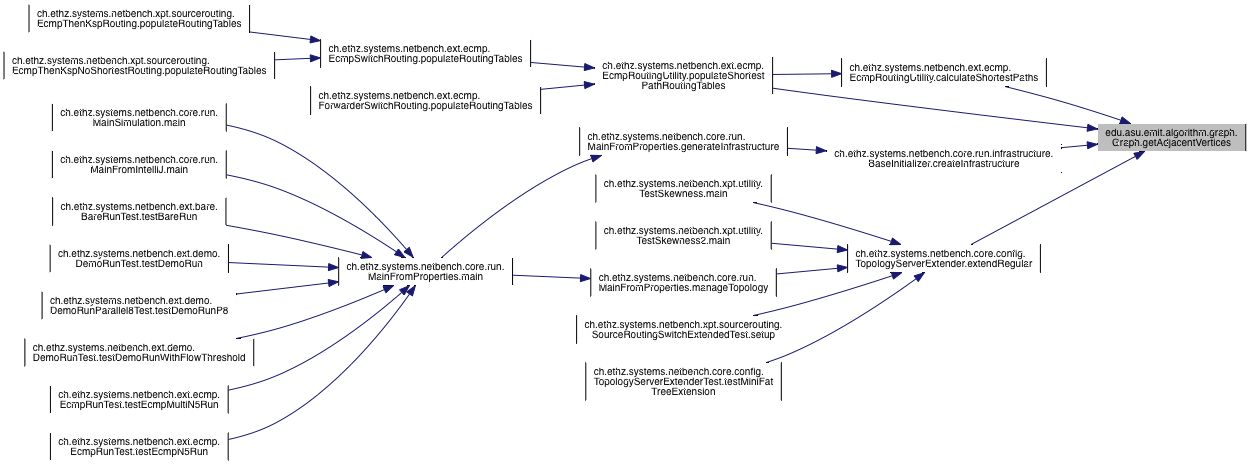 ch.ethz.systems.netbench.xpt.sourcerouting.
EcmpThenKspRouting.populateRoutingTables
ch.ethz.systems.netbench.xpt.sourcerouting.
EcmpThenKspNoShortestRouting.populateRoutingTables
ch.ethz.systems.netbench.ext.ecmp.
EcmpSwitchRouting.populateRoutingTables
ch.ethz.systems.netbench.ext.ecmp.
ForwarderSwitchRouting.populateRoutingTables
ch.ethz.systems.netbench.ext.ecmp.
EcmpRoutingUtility.populateShortest
PathRoutingTables
ch.ethz.systems.netbench.ext.ecmp.
EcmpRoutingUtility.calculateShortestPaths
edu.asu.emit.algorithm.graph.
Graph.getAdjacentVertices
ch.ethz.systems.netbench.core.run.
MainSimulation.main
ch.ethz.systems.netbench.core.run.
MainFromIntelliJ.main
ch.ethz.systems.netbench.ext.bare.
BareRunTest.testBareRun
ch.ethz.systems.netbench.ext.demo.
DemoRunTest.testDemoRun
ch.ethz.systems.netbench.ext.demo.
DemoRunParallel8Test.testDemoRunP8
ch.ethz.systems.netbench.ext.demo.
DemoRunTest.testDemoRunWithFlowThreshold
ch.ethz.systems.netbench.ext.ecmp.
EcmpRunTest.testEcmpMultiN5Run
ch.ethz.systems.netbench.ext.ecmp.
EcmpRunTest.testEcmpN5Run
ch.ethz.systems.netbench.core.run.
MainFromProperties.main
ch.ethz.systems.netbench.core.run.
MainFromProperties.generateInfrastructure
ch.ethz.systems.netbench.core.run.infrastructure.
BaseInitializer.createInfrastructure
ch.ethz.systems.netbench.xpt.utility.
TestSkewness.main
ch.ethz.systems.netbench.xpt.utility.
TestSkewness2.main
ch.ethz.systems.netbench.core.run.
MainFromProperties.manageTopology
ch.ethz.systems.netbench.xpt.sourcerouting.
SourceRoutingSwitchExtendedTest.setup
ch.ethz.systems.netbench.core.config.
TopologyServerExtenderTest.testMiniFat
TreeExtension
ch.ethz.systems.netbench.core.config.
TopologyServerExtender.extendRegular